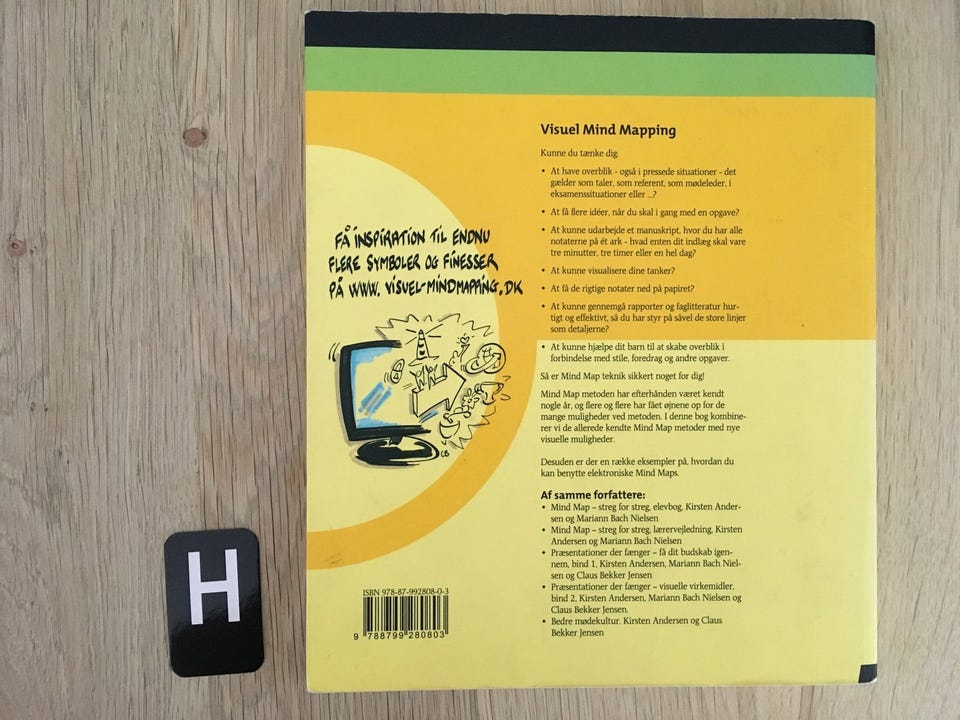 Visuel Mind Mapping
Kunne du tænke dig:
• At have overblik - også i pressede situationer - det
gælder som taler, som referent, som mødeleder, i
eksamenssituationen eller ...?
• At få flere idéer, når du skal i gang med en opgave?
• At kunne udarbejde et manuskript, hvor du har alle
notaterne på ét ark - hvad enten dit indlæg skal vare
tre minutter, tre timer eller en hel dag?
• At kunne visualisere dine tanker?
• At få de rigtige notater ned på papiret?
• At kunne gennemgå rapporter og faglitteratur hur-
tigt og effektivt, så du har styr på såvel de store linjer
som detaljerne?
• At kunne hjælpe dit barn til at skabe overblik i
forbindelse med stile, foredrag og andre opgaver.
Så er Mind Map teknik sikkert noget for dig!
Mind Map metoden har efterhånden været kendt
nogle år, og flere og flere har fået øjnene op for de
mange muligheder ved metoden. I denne bog kombine-
rer vi de allerede kendte Mind Map metoder med nye
visuelle muligheder.
Desuden er der en række eksempler på, hvordan du
kan benytte elektroniske Mind Maps.
Af samme forfattere:
• Mind Map – streg for streg, elevbog, Kirsten Ander-
sen og Mariann Bach Nielsen
• Mind Map – streg for streg, lærervejledning, Kirsten
Andersen og Mariann Bach Nielsen
• Præsentationer der fænger – få dit budskab igen-
nem, bind 1, Kirsten Andersen, Mariann Bach Niel-
sen og Claus Bekker Jensen
• Præsentationer der fænger – visuelle virkemidler,
bind 2, Kirsten Andersen, Mariann Bach Nielsen og
Claus Bekker Jensen.
• Bedre mødekultur. Kirsten Andersen og Claus
Bekker Jensen
FÅ INSPIRATION TIL ENDNU
FLERE SYMBOLER OG FINESSER
PÅ WWW. VISUEL-MINDMAPPING.DK
CB
ISBN 978-87-992808-0-3
9 788799 280803
H